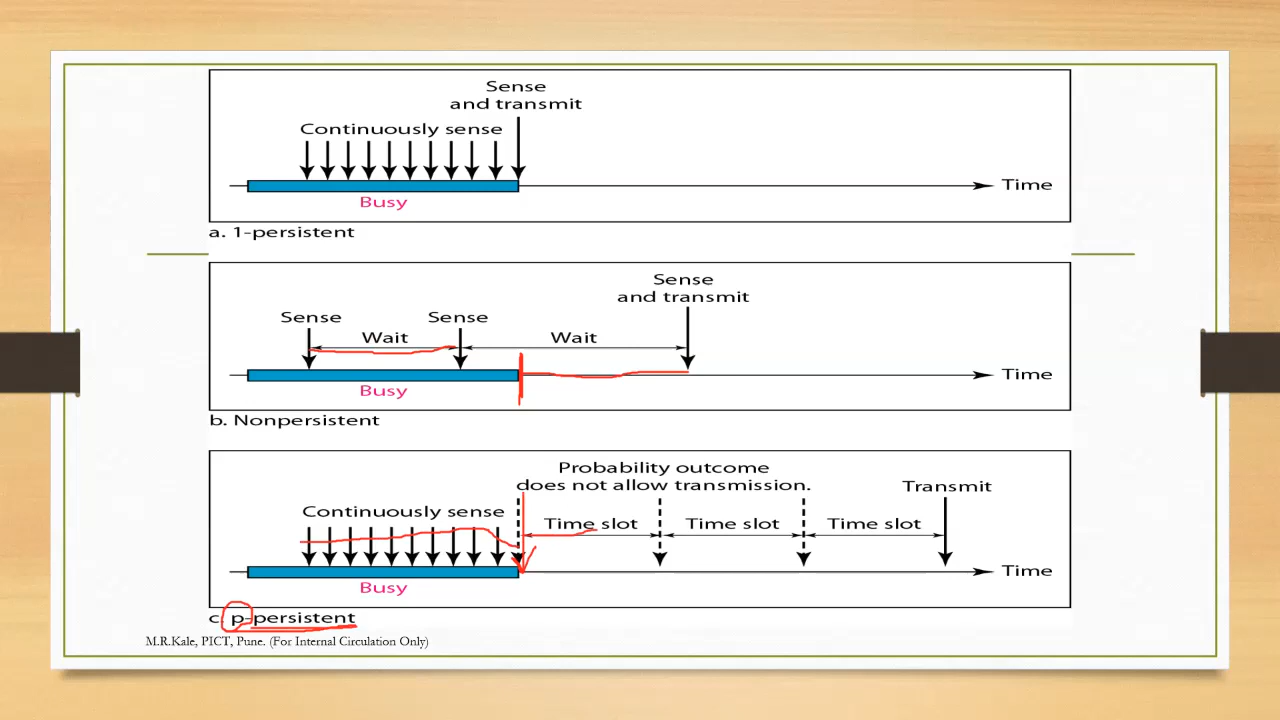 Sense
and transmit
Continuously sense
Time
Busy
a. 1-persistent
Sense
and transmit
Sense
Sense
Wait
Wait
Time
Busy
b. Nonpersistent
Probability outcome
does not allow transmission.
Transmit
Continuously sense
Time slot
Time slot
Time slot
Time
Busy
c. p-persistent
M.R.Kale, PICT, Pune. (For Internal Circulation Only)